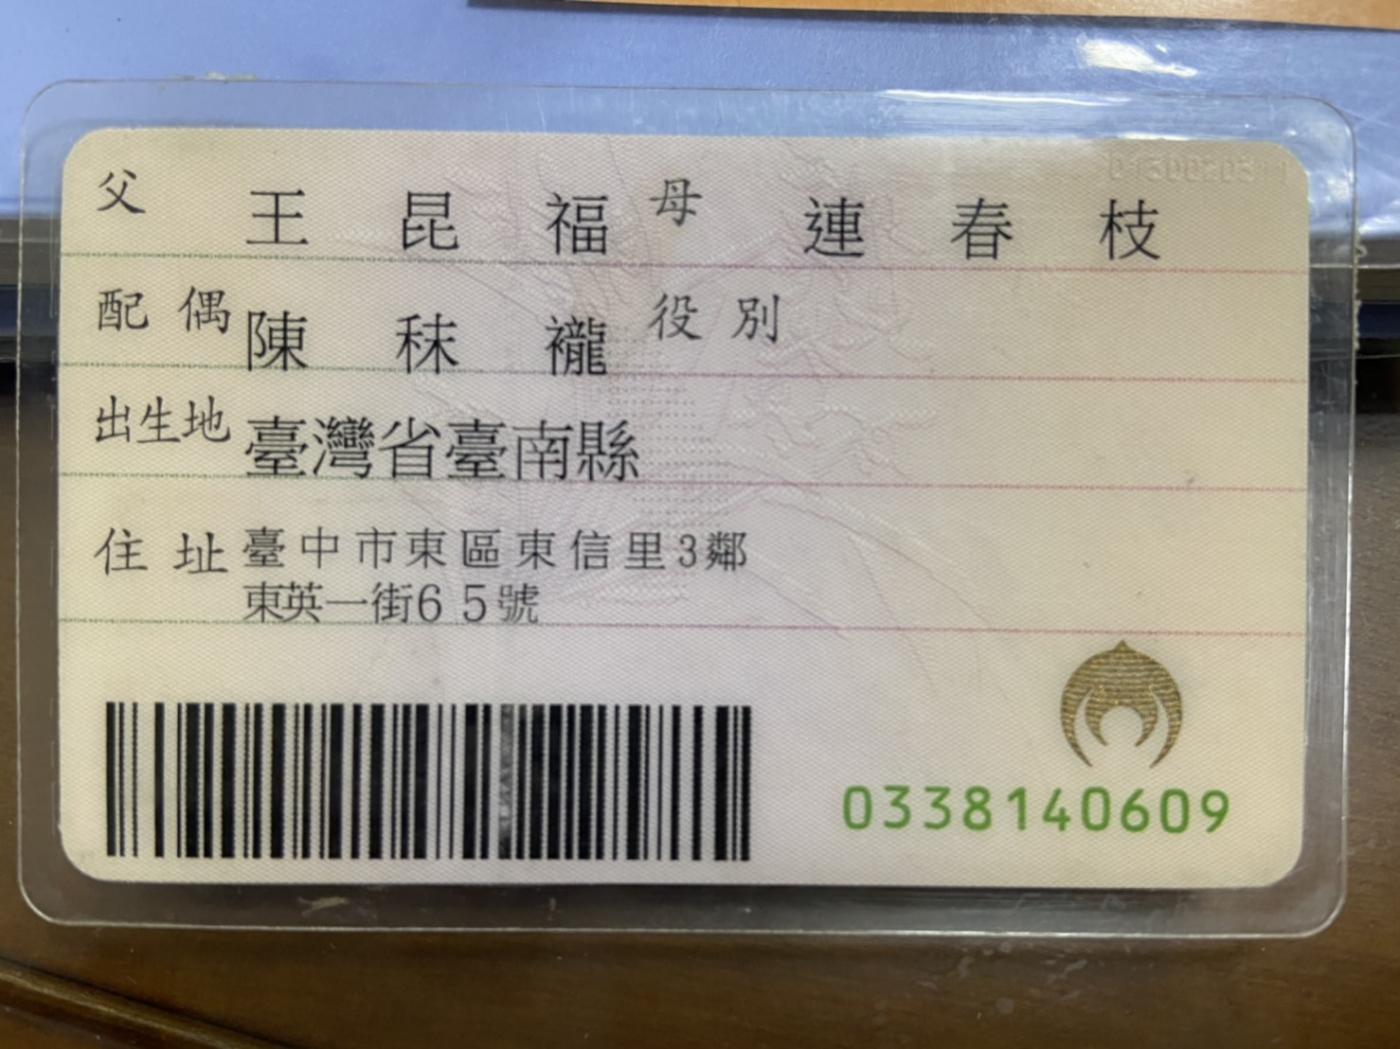 父 王昆福 母 連春枝
配偶 陳秣襱 役別
出生地 臺灣省臺南縣
住址 臺中市東區東信里3鄰
東英一街65號
0338140609